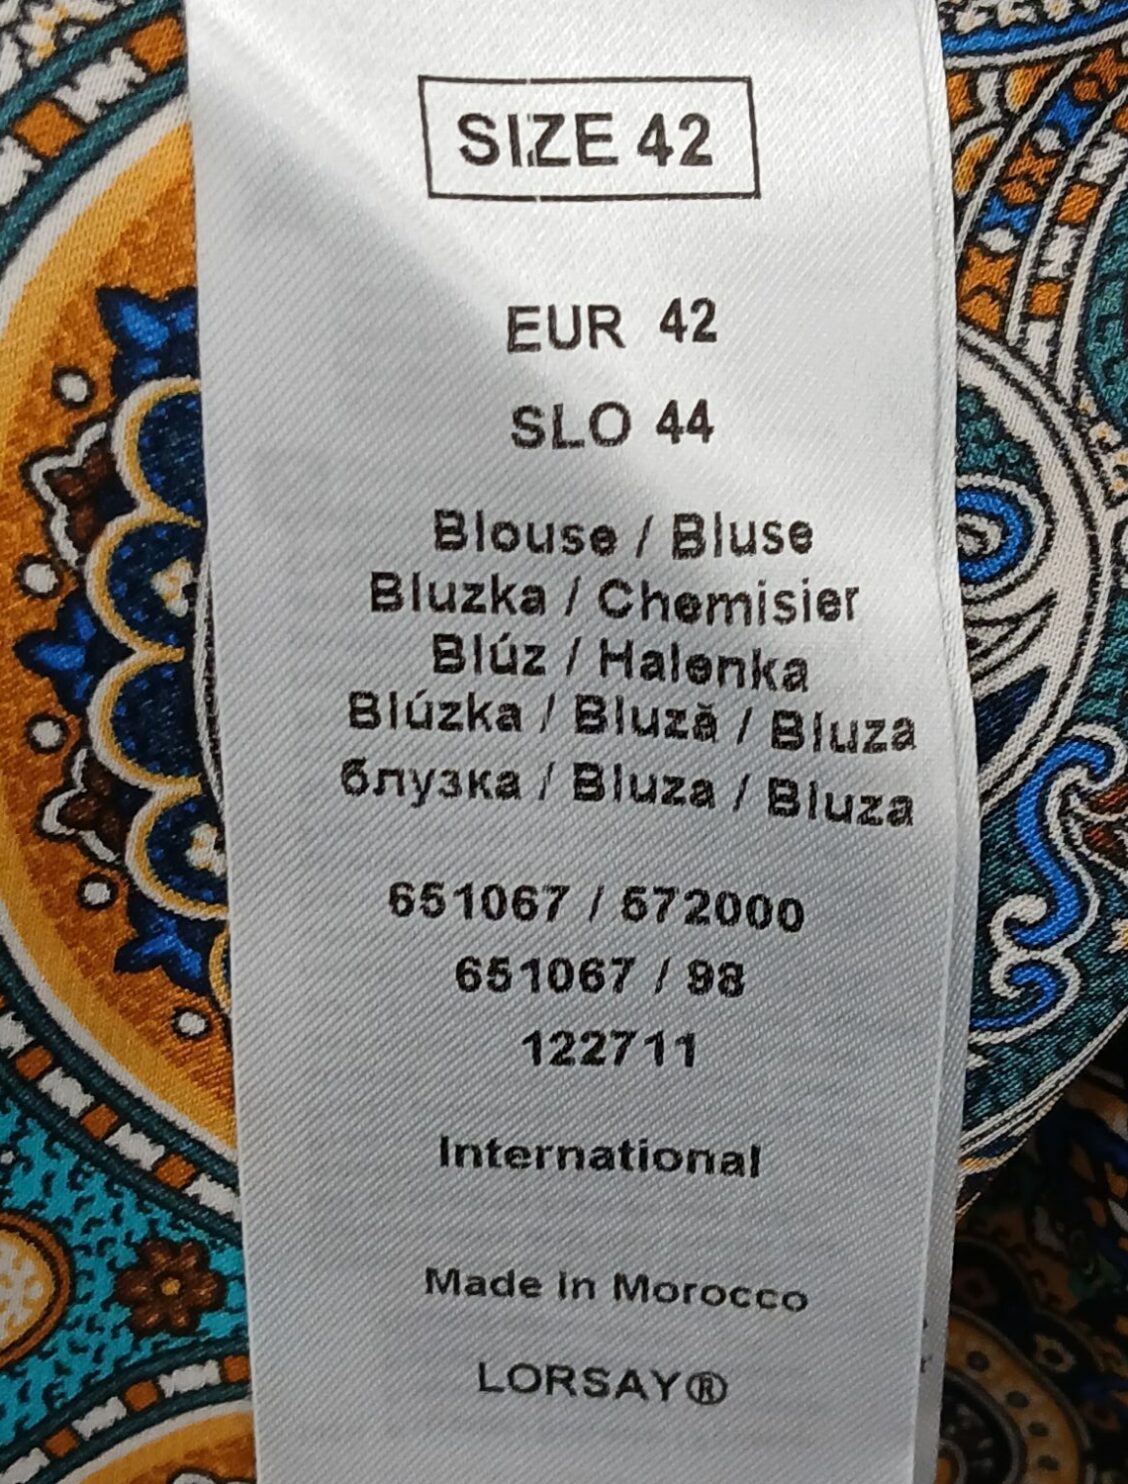 SIZE 42
EUR 42
SLO 44
Blouse / Bluse
Bluzka / Chemisier
Blúz / Halenka
Blúzka / Bluză / Bluza
блузка / Bluza / Bluza
651067 / 572000
651067 / 98
122711
International
Made in Morocco
LORSAY®